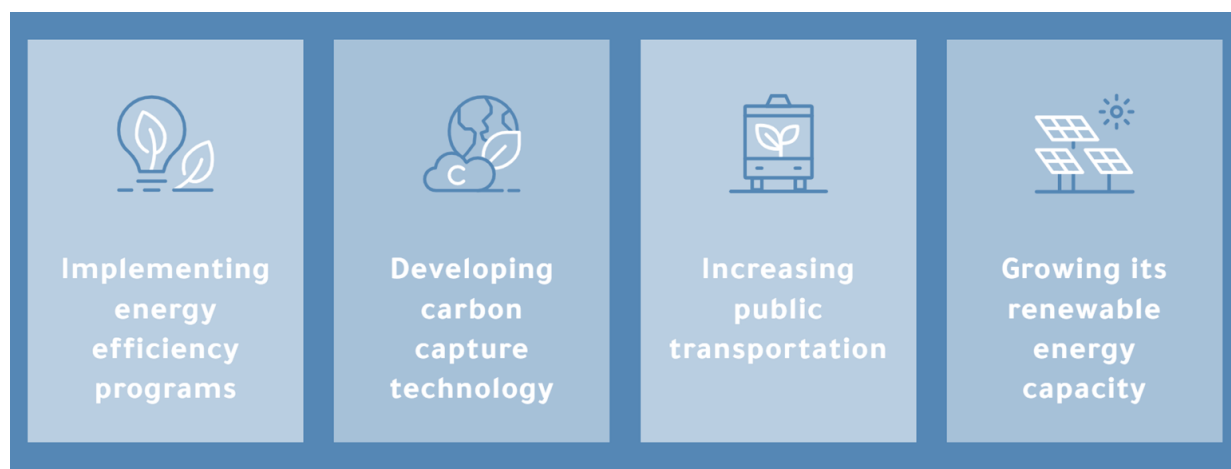 C
Implementing
energy
efficiency
programs
Developing
carbon
capture
technology
Increasing
public
transportation
Growing its
renewable
energy
capacity